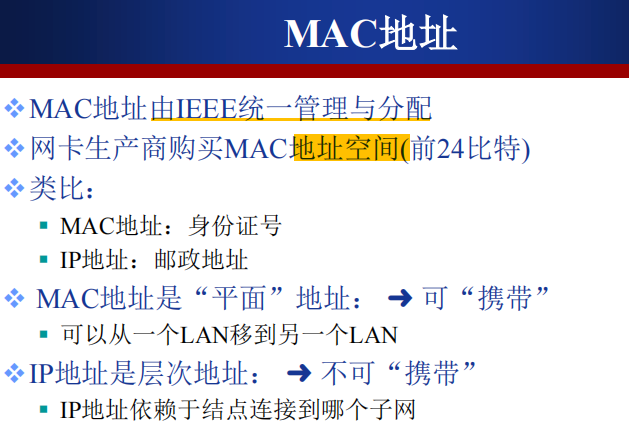 MAC地址
MAC地址由IEEE统一管理与分配
网卡生产商购买MAC地址空间(前24比特)
类比：
MAC地址：身份证号
IP地址：邮政地址
MAC地址是“平面”地址： ➜ 可“携带”
可以从一个LAN移到另一个LAN
IP地址是层次地址： ➜ 不可“携带”
IP地址依赖于结点连接到哪个子网